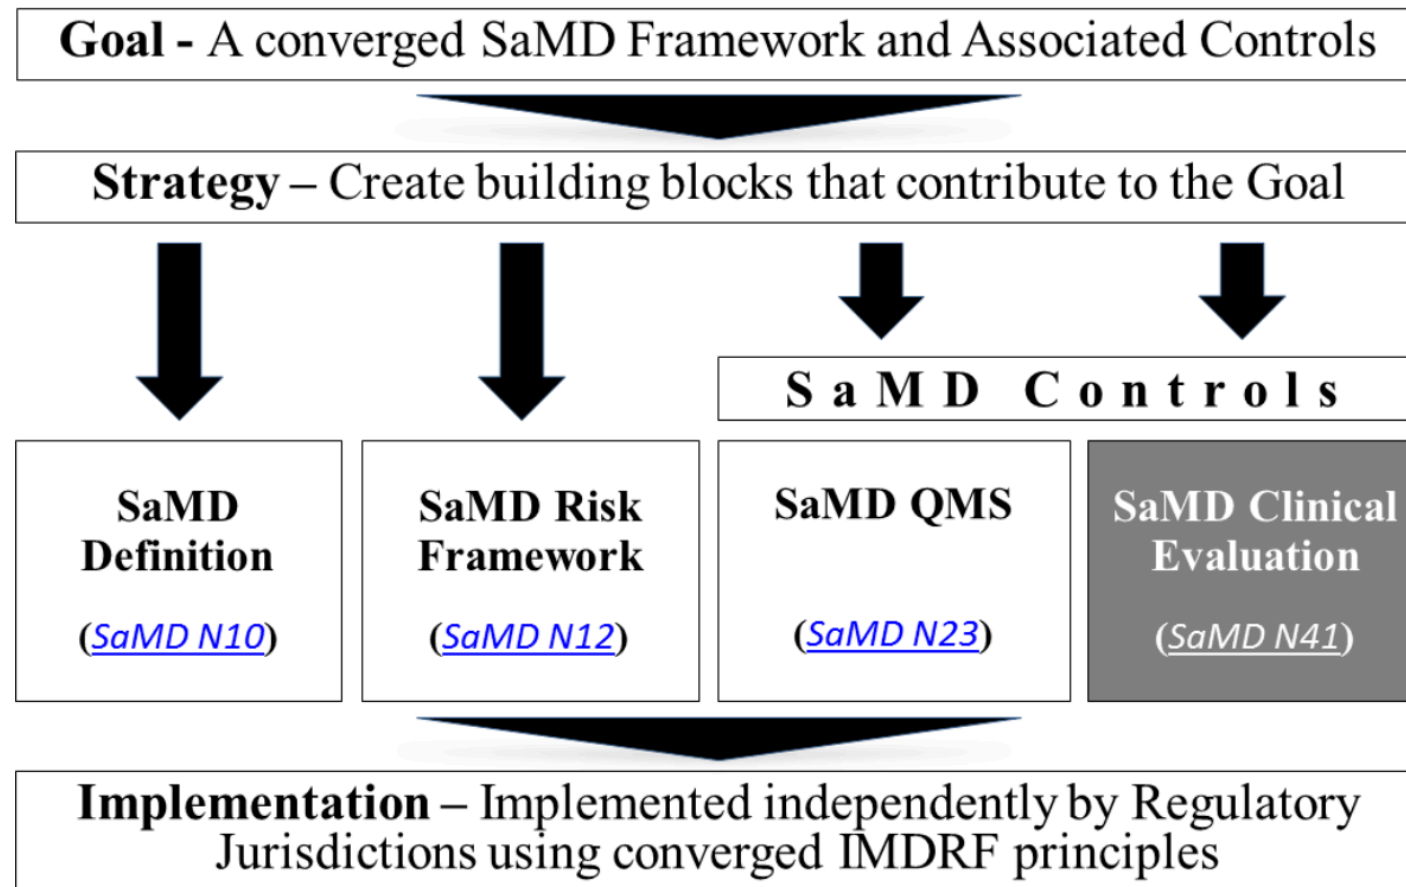 Goal - A converged SaMD Framework and Associated Controls
Strategy – Create building blocks that contribute to the Goal
SaMD Controls
SaMD
Definition
(SaMD N10)
SaMD Risk
Framework
(SaMD N12)
SaMD QMS
(SaMD N23)
SaMD Clinical
Evaluation
(SaMD N41)
Implementation – Implemented independently by Regulatory
Jurisdictions using converged IMDRF principles